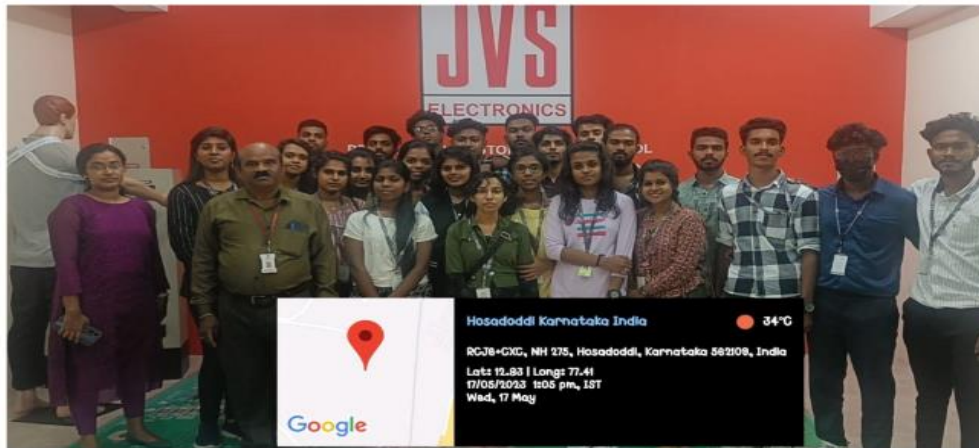 JVS
ELECTRONICS
Hosadoddi Karnataka India
34°C
RCJ8+CXC, NH 275, Hosadoddi, Karnataka 562109, India
Lat: 12.83 | Long: 77.41
17/05/2023 1:05 pm, IST
Wed, 17 May
Google